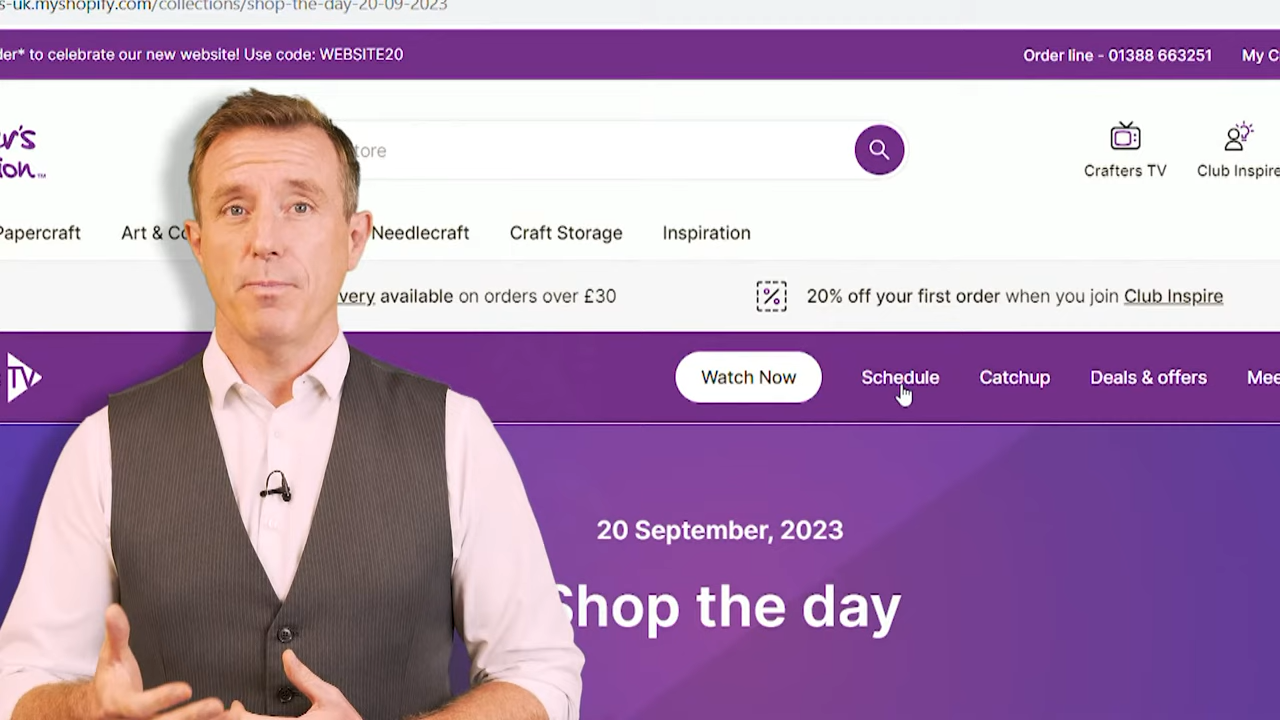 s-uk.myshopify.com/collections/shop-the-day-20-09-2023
der* to celebrate our new website! Use code: WEBSITE20
Order line - 01388 663251
My C
er's
ion™
tore
Crafters TV
Club Inspire
Papercraft
Art & Co
Needlecraft
Craft Storage
Inspiration
very available on orders over £30
20% off your first order when you join Club Inspire
TV
Watch Now
Schedule
Catchup
Deals & offers
Mee
20 September, 2023
Shop the day